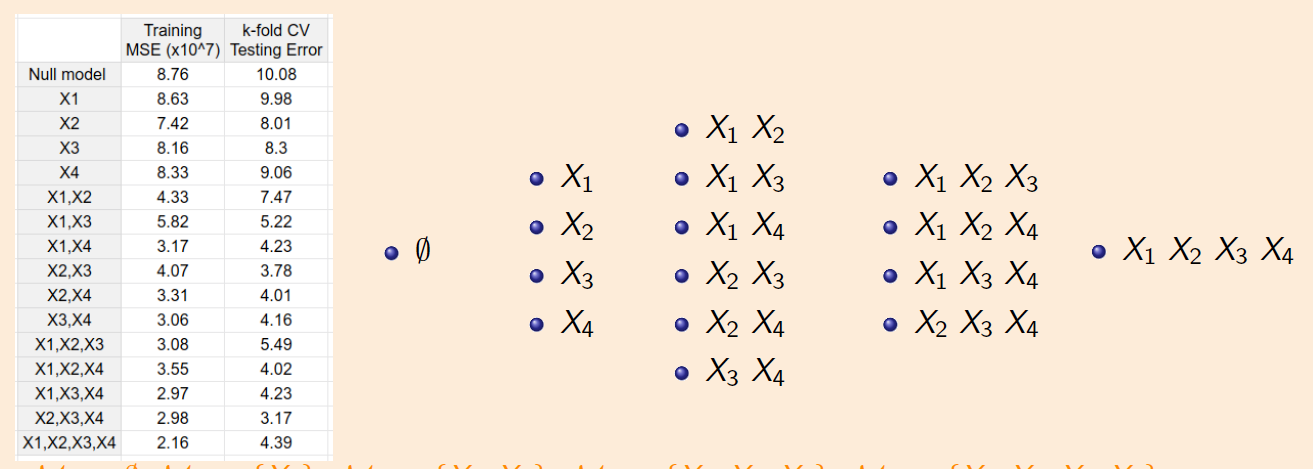 Training MSE (x10^7) k-fold CV Testing Error
Null model 8.76 10.08
X1 8.63 9.98
X2 7.42 8.01
X3 8.16 8.3
X4 8.33 9.06
X1,X2 4.33 7.47
X1,X3 5.82 5.22
X1,X4 3.17 4.23
X2,X3 4.07 3.78
X2,X4 3.31 4.01
X3,X4 3.06 4.16
X1,X2,X3 3.08 5.49
X1,X2,X4 3.55 4.02
X1,X3,X4 2.97 4.23
X2,X3,X4 2.98 3.17
X1,X2,X3,X4 2.16 4.39
• ∅
• X₁
• X₂
• X₃
• X₄
• X₁ X₂
• X₁ X₃
• X₁ X₄
• X₂ X₃
• X₂ X₄
• X₃ X₄
• X₁ X₂ X₃
• X₁ X₂ X₄
• X₁ X₃ X₄
• X₂ X₃ X₄
• X₁ X₂ X₃ X₄